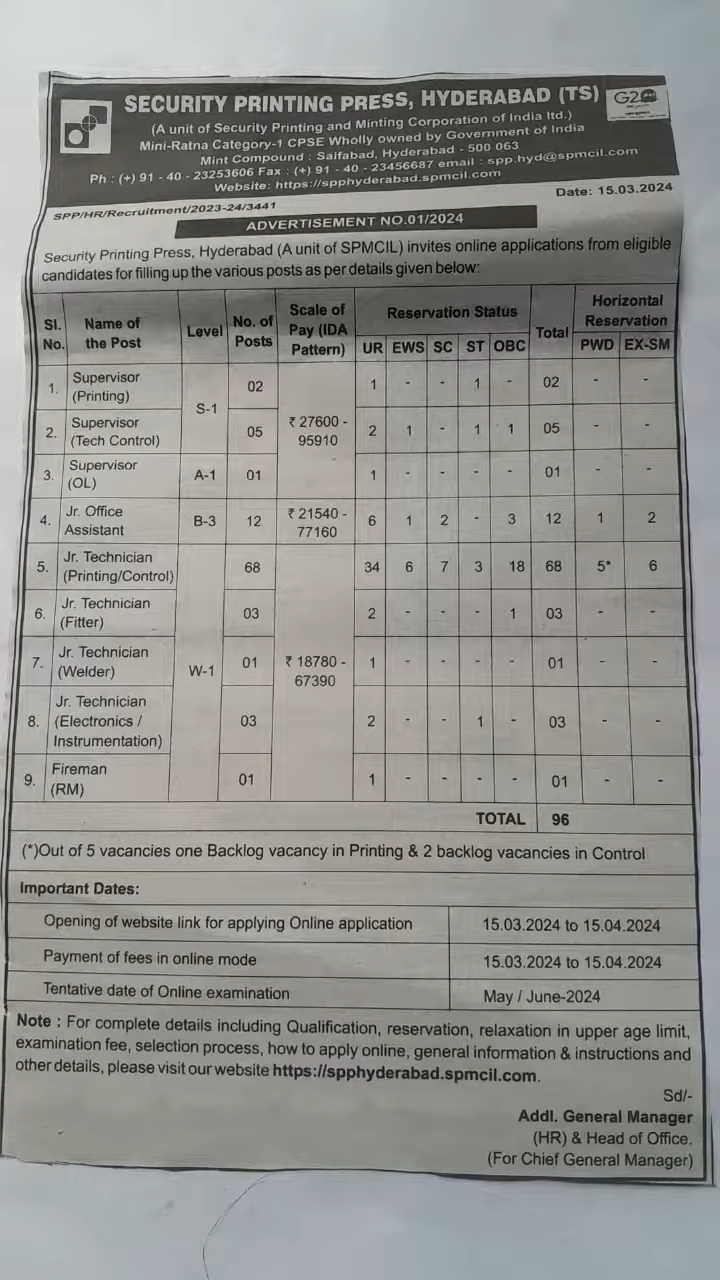 SECURITY PRINTING PRESS, HYDERABAD (TS)
G20
(A unit of Security Printing and Minting Corporation of India ltd.)
Mini-Ratna Category-1 CPSE Wholly owned by Government of India
Mint Compound : Saifabad, Hyderabad - 500 063
Ph : (+) 91 - 40 - 23253606 Fax : (+) 91 - 40 - 23456687 email : spp.hyd@spmcil.com
Website: https://spphyderabad.spmcil.com
SPP/HR/Recruitment/2023-24/3441
Date: 15.03.2024
ADVERTISEMENT NO.01/2024
Security Printing Press, Hyderabad (A unit of SPMCIL) invites online applications from eligible
candidates for filling up the various posts as per details given below:
Sl. No. Name of the Post Level No. of Posts Scale of Pay (IDA Pattern) Reservation Status Total Horizontal Reservation
UR EWS SC ST OBC PWD EX-SM
1. Supervisor (Printing) S-1 02 ₹ 27600 - 95910 1 - - 1 - 02 - -
2. Supervisor (Tech Control) 05 2 1 - 1 1 05 - -
3. Supervisor (OL) A-1 01 1 - - - - 01 - -
4. Jr. Office Assistant B-3 12 ₹ 21540 - 77160 6 1 2 - 3 12 1 2
5. Jr. Technician (Printing/Control) W-1 68 ₹ 18780 - 67390 34 6 7 3 18 68 5* 6
6. Jr. Technician (Fitter) 03 2 - - - 1 03 - -
7. Jr. Technician (Welder) 01 1 - - - - 01 - -
8. Jr. Technician (Electronics / Instrumentation) 03 2 - - 1 - 03 - -
9. Fireman (RM) 01 1 - - - - 01 - -
TOTAL 96
(*)Out of 5 vacancies one Backlog vacancy in Printing & 2 backlog vacancies in Control
Important Dates:
Opening of website link for applying Online application 15.03.2024 to 15.04.2024
Payment of fees in online mode 15.03.2024 to 15.04.2024
Tentative date of Online examination May / June-2024
Note : For complete details including Qualification, reservation, relaxation in upper age limit,
examination fee, selection process, how to apply online, general information & instructions and
other details, please visit our website https://spphyderabad.spmcil.com.
Sd/-
Addl. General Manager
(HR) & Head of Office.
(For Chief General Manager)